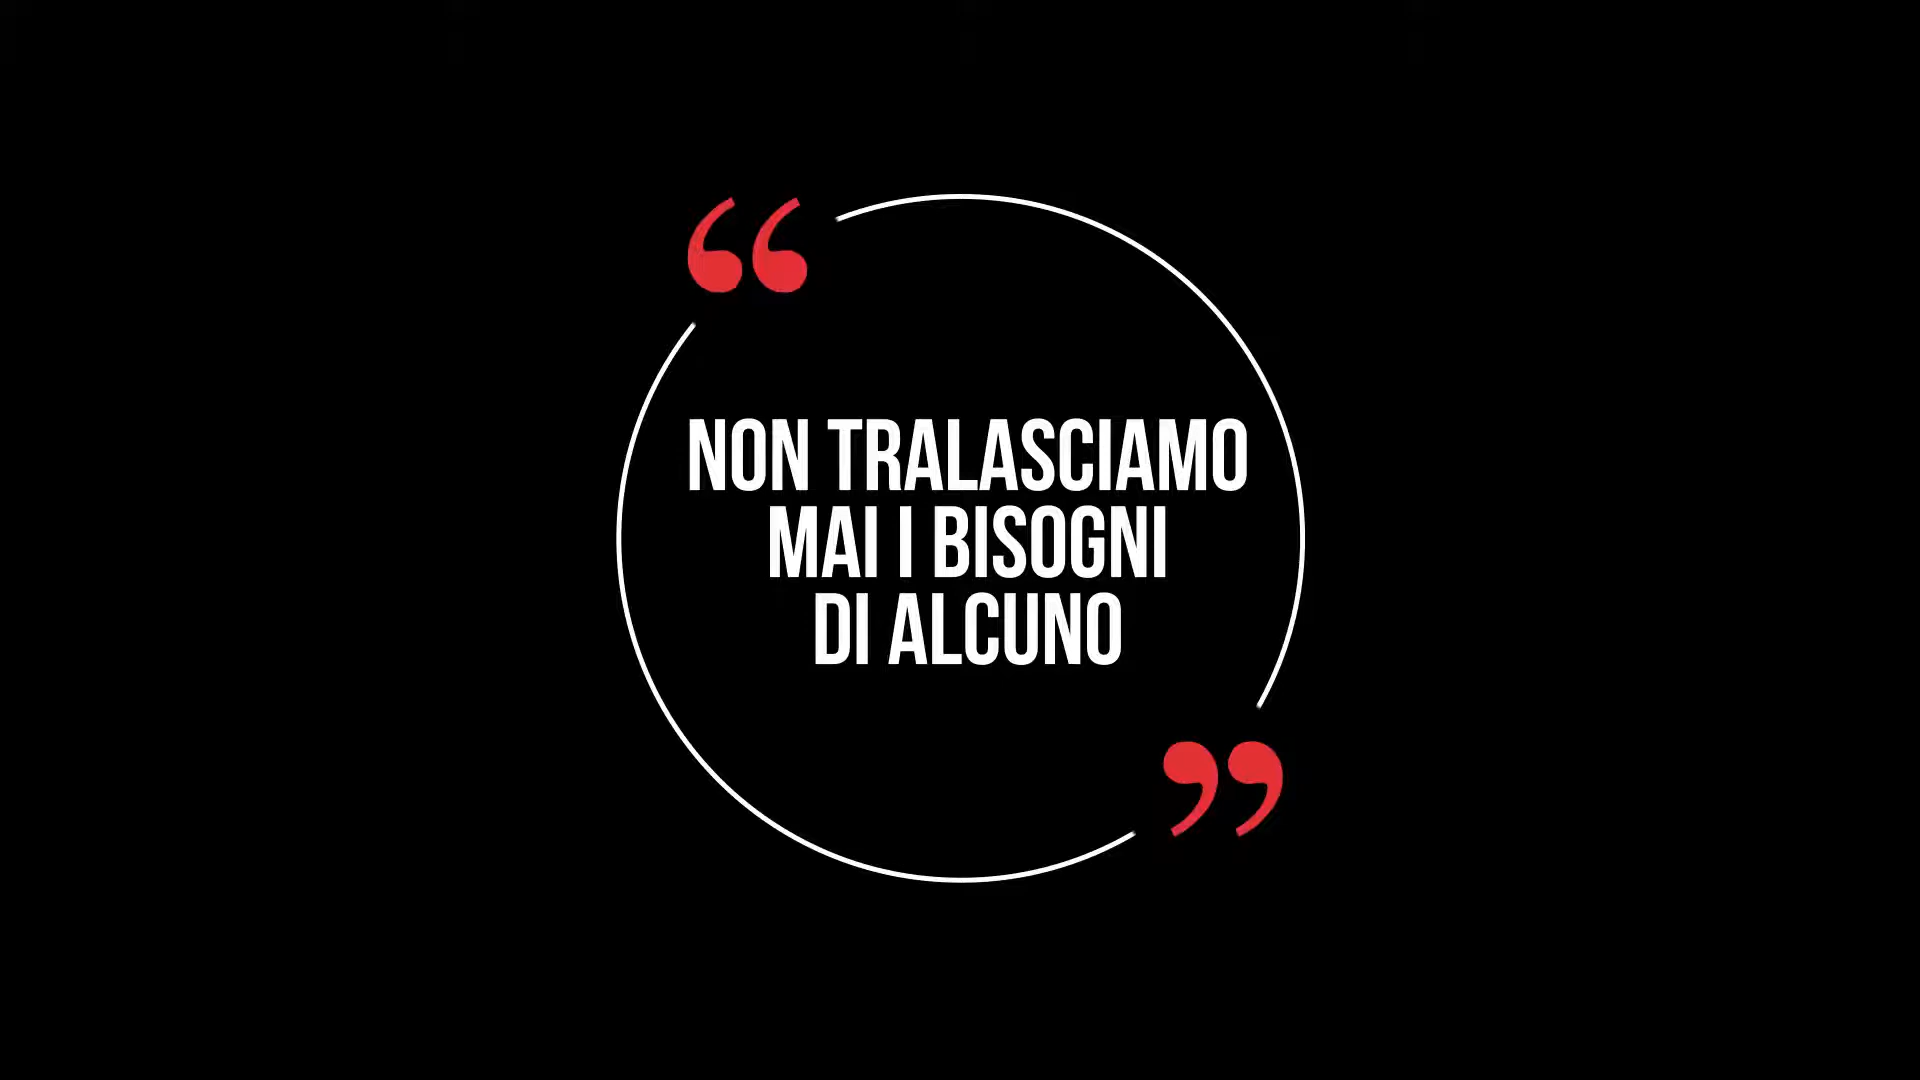 “
NON TRALASCIAMO
MAI I BISOGNI
DI ALCUNO
”